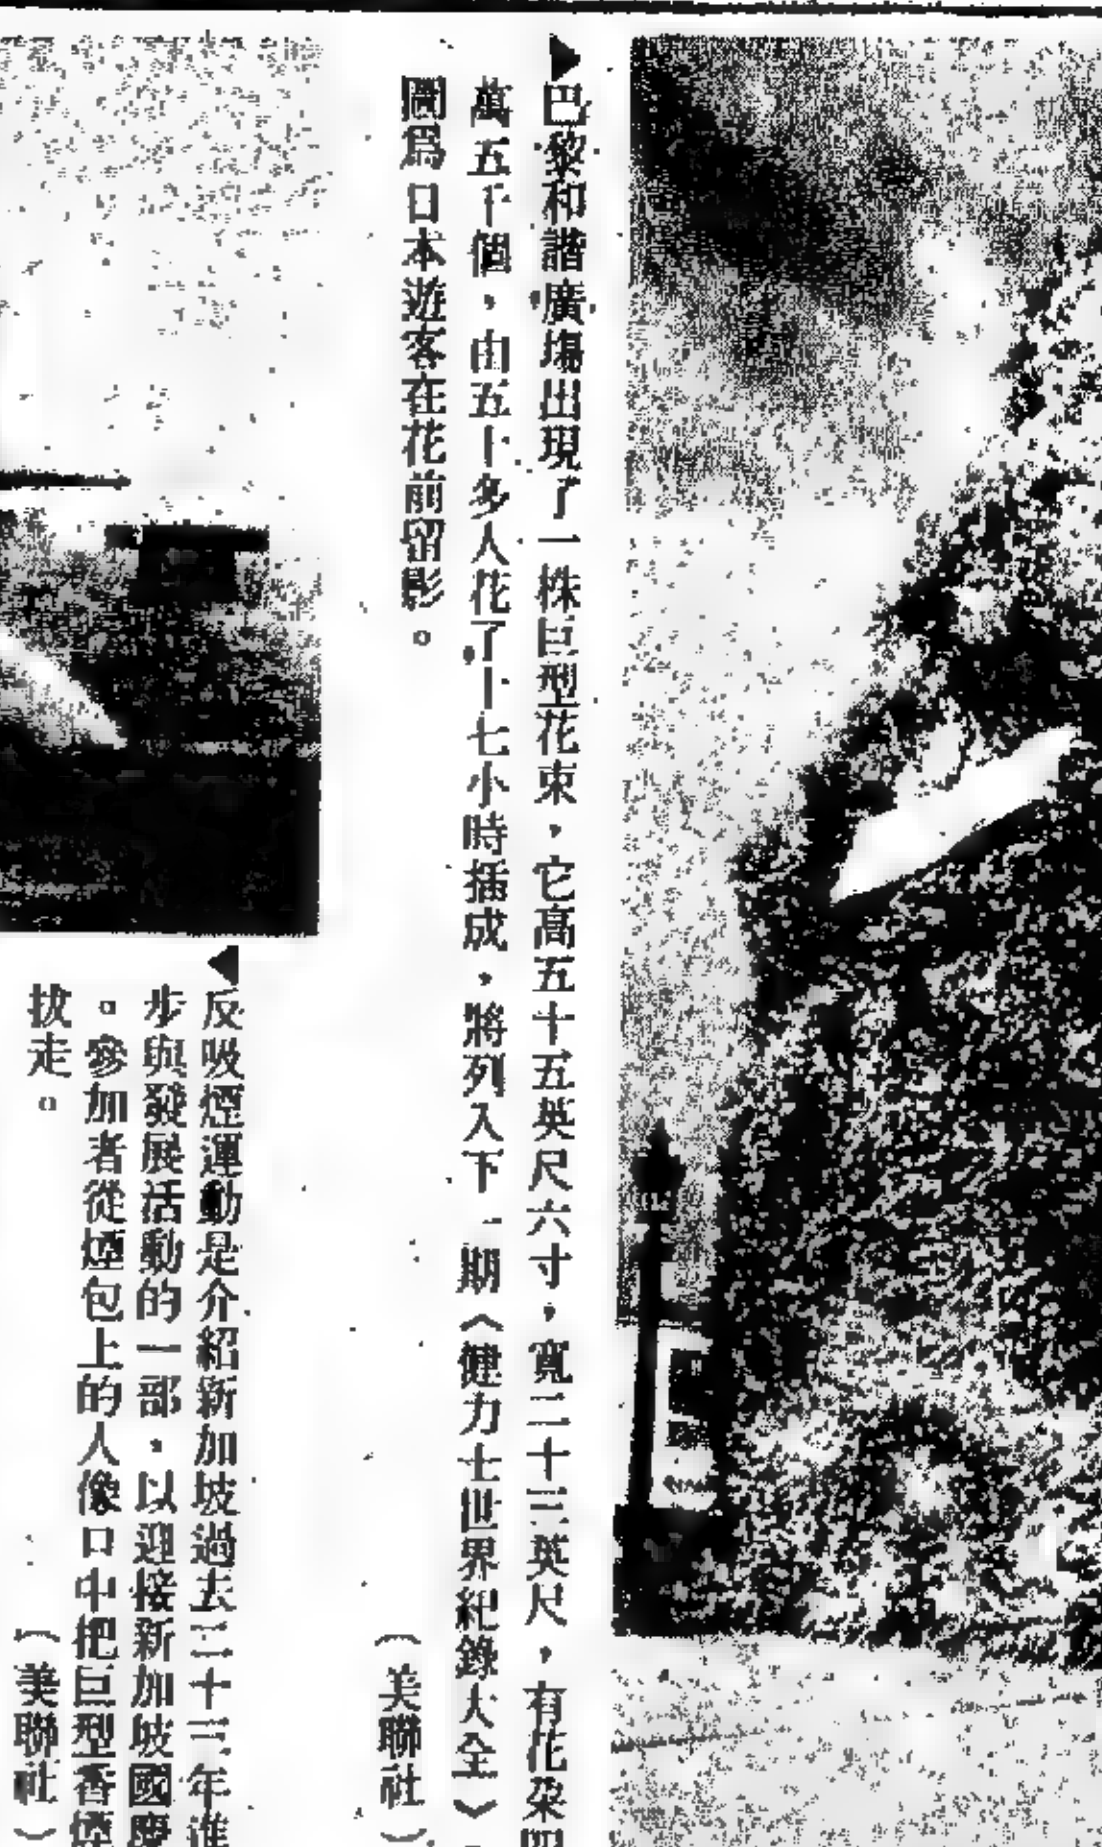 巴黎和諧廣塲出現了一株巨型花束，它高五十五英尺六寸，寬二十三英尺，有花朶四
萬五千個，由五十多人花了十七小時插成，將列入下一期《健力士世界紀錄大全》。
圖爲日本遊客在花前留影。
（美聯社）
反吸煙運動是介紹新加坡過去二十三年進
步與發展活動的一部，以迎接新加坡國慶
。參加者從煙包上的人像口中把巨型香煙
拔走。
（美聯社）